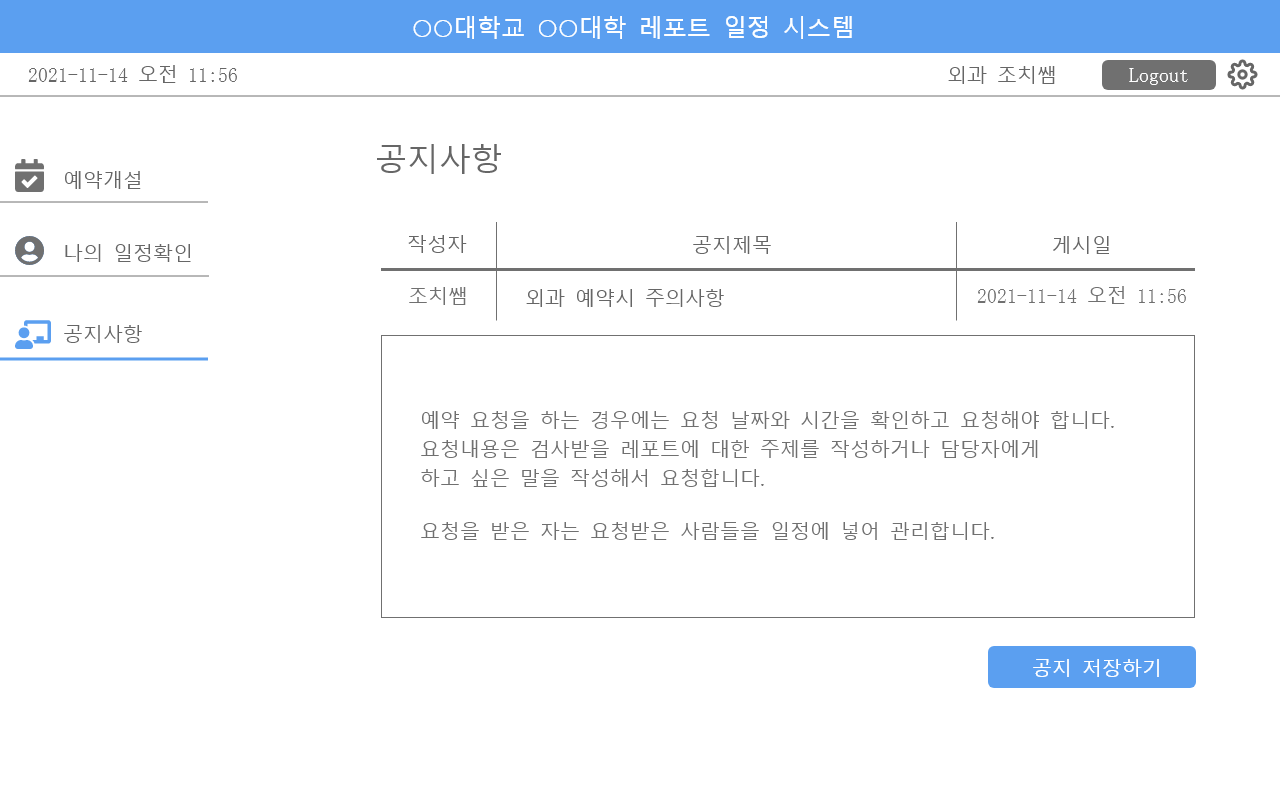 ○○대학교 ○○대학 레포트 일정 시스템
2021-11-14 오전 11:56 외과 조치쌤 Logout
공지사항
예약개설
나의 일정확인
공지사항
작성자 공지제목 게시일
조치쌤 외과 예약시 주의사항 2021-11-14 오전 11:56
예약 요청을 하는 경우에는 요청 날짜와 시간을 확인하고 요청해야 합니다.
요청내용은 검사받을 레포트에 대한 주제를 작성하거나 담당자에게
하고 싶은 말을 작성해서 요청합니다.
요청을 받은 자는 요청받은 사람들을 일정에 넣어 관리합니다.
공지 저장하기